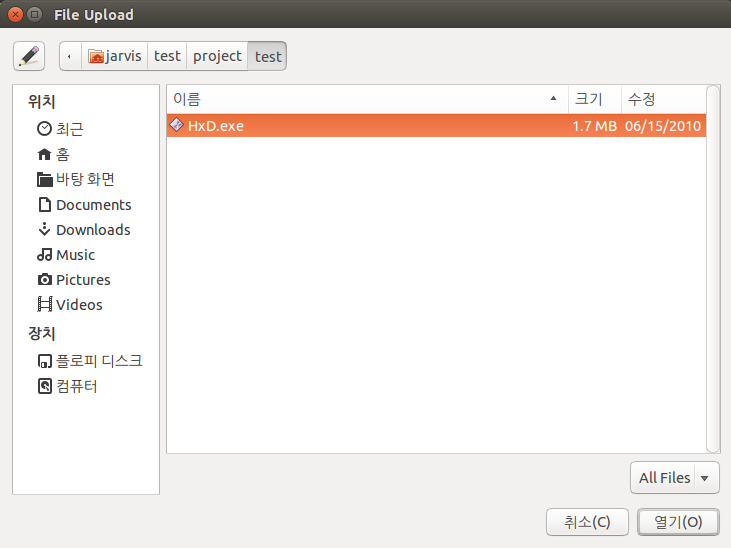 File Upload
jarvis test project test
위치
최근
홈
바탕 화면
Documents
Downloads
Music
Pictures
Videos
장치
플로피 디스크
컴퓨터
이름 크기 수정
HxD.exe 1.7 MB 06/15/2010
All Files
취소(C) 열기(O)